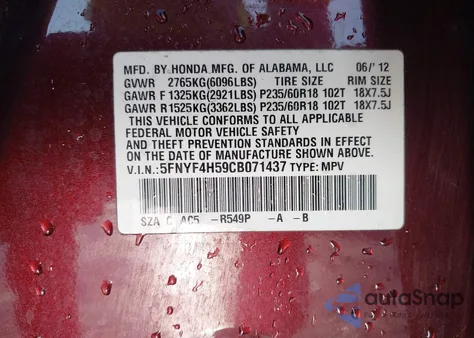 MFD. BY HONDA MFG. OF ALABAMA, LLC 06/'12
GVWR 2765KG(6096LBS) TIRE SIZE RIM SIZE
GAWR F 1325KG(2921LBS) P235/60R18 102T 18X7.5J
GAWR R 1525KG(3362LBS) P235/60R18 102T 18X7.5J
THIS VEHICLE CONFORMS TO ALL APPLICABLE
FEDERAL MOTOR VEHICLE SAFETY
AND THEFT PREVENTION STANDARDS IN EFFECT
ON THE DATE OF MANUFACTURE SHOWN ABOVE.
V.I.N.: 5FNYF4H59CB071437 TYPE: MPV
SZA C AC5 -R549P -A -B
autoSnap